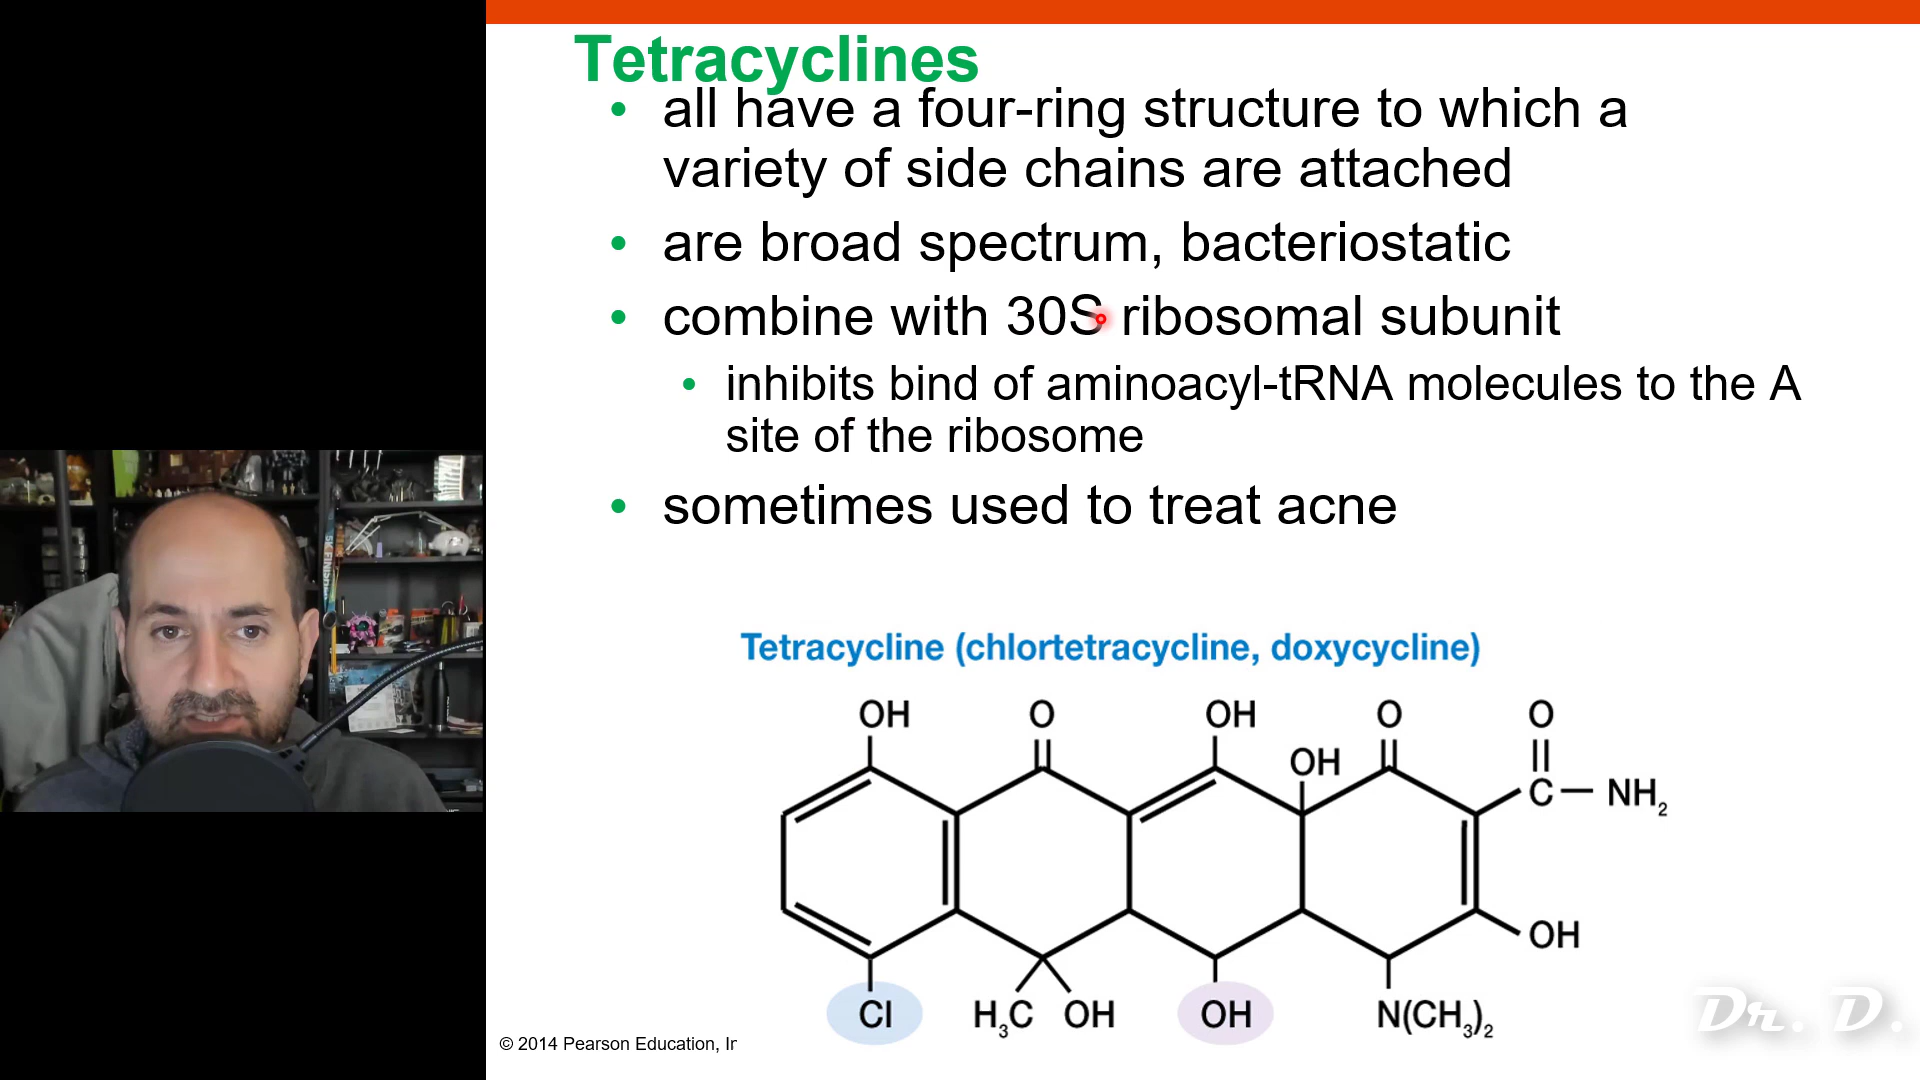 Tetracyclines
• all have a four-ring structure to which a
variety of side chains are attached
• are broad spectrum, bacteriostatic
• combine with 30S ribosomal subunit
• inhibits bind of aminoacyl-tRNA molecules to the A
site of the ribosome
• sometimes used to treat acne
Tetracycline (chlortetracycline, doxycycline)
OH O OH O O
OH
C — NH₂
OH
Cl H₃C OH OH N(CH₃)₂
© 2014 Pearson Education, In
Dr. D.